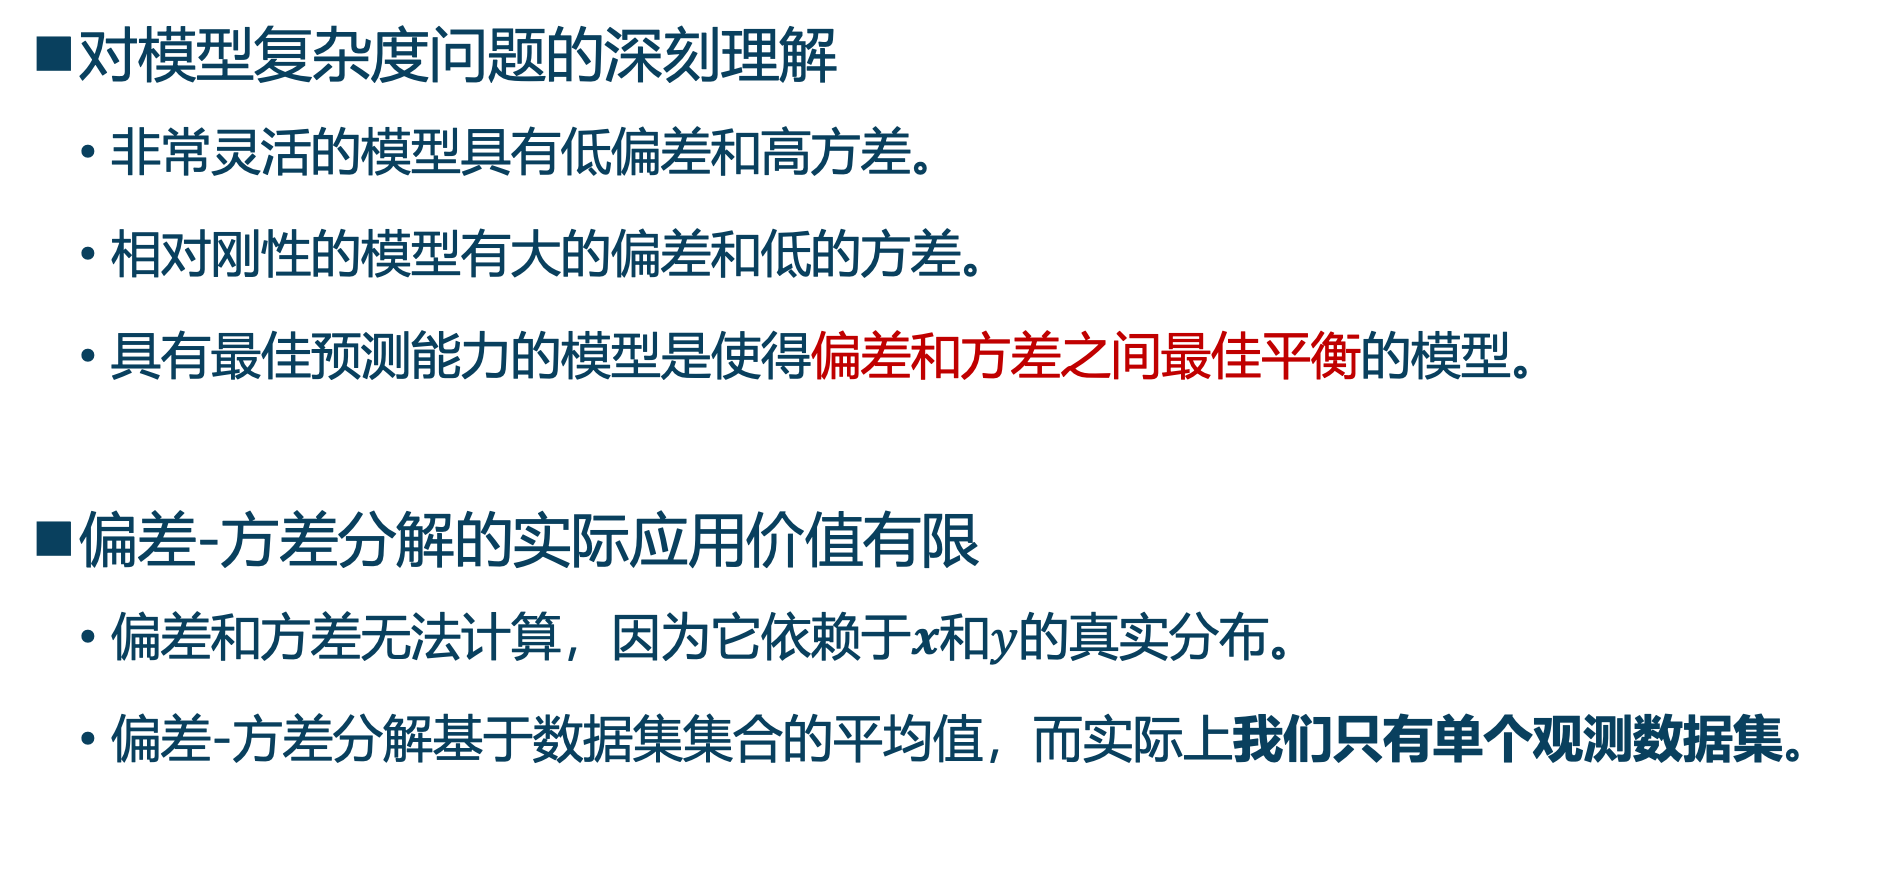 ■对模型复杂度问题的深刻理解
• 非常灵活的模型具有低偏差和高方差。
• 相对刚性的模型有大的偏差和低的方差。
• 具有最佳预测能力的模型是使得偏差和方差之间最佳平衡的模型。
■偏差-方差分解的实际应用价值有限
• 偏差和方差无法计算，因为它依赖于x和y的真实分布。
• 偏差-方差分解基于数据集集合的平均值，而实际上我们只有单个观测数据集。